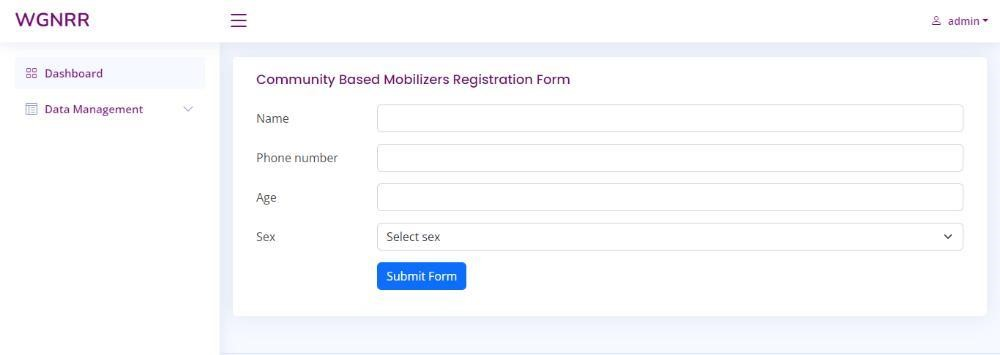 WGNRR
admin
Dashboard
Data Management
Community Based Mobilizers Registration Form
Name
Phone number
Age
Sex
Select sex
Submit Form